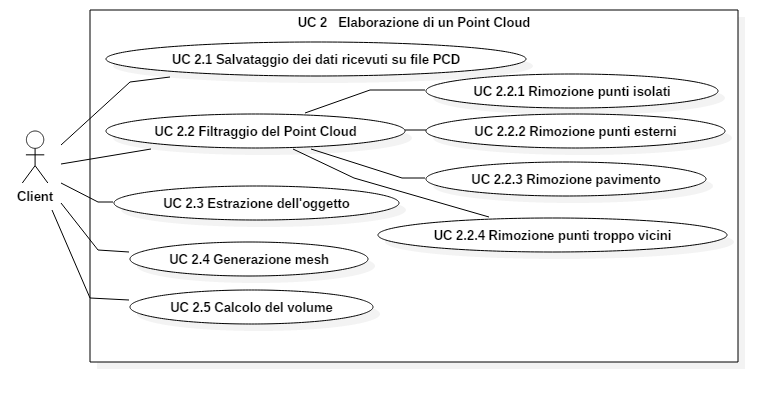 UC 2 Elaborazione di un Point Cloud
UC 2.1 Salvataggio dei dati ricevuti su file PCD
UC 2.2.1 Rimozione punti isolati
UC 2.2 Filtraggio del Point Cloud
UC 2.2.2 Rimozione punti esterni
UC 2.2.3 Rimozione pavimento
Client
UC 2.3 Estrazione dell'oggetto
UC 2.2.4 Rimozione punti troppo vicini
UC 2.4 Generazione mesh
UC 2.5 Calcolo del volume